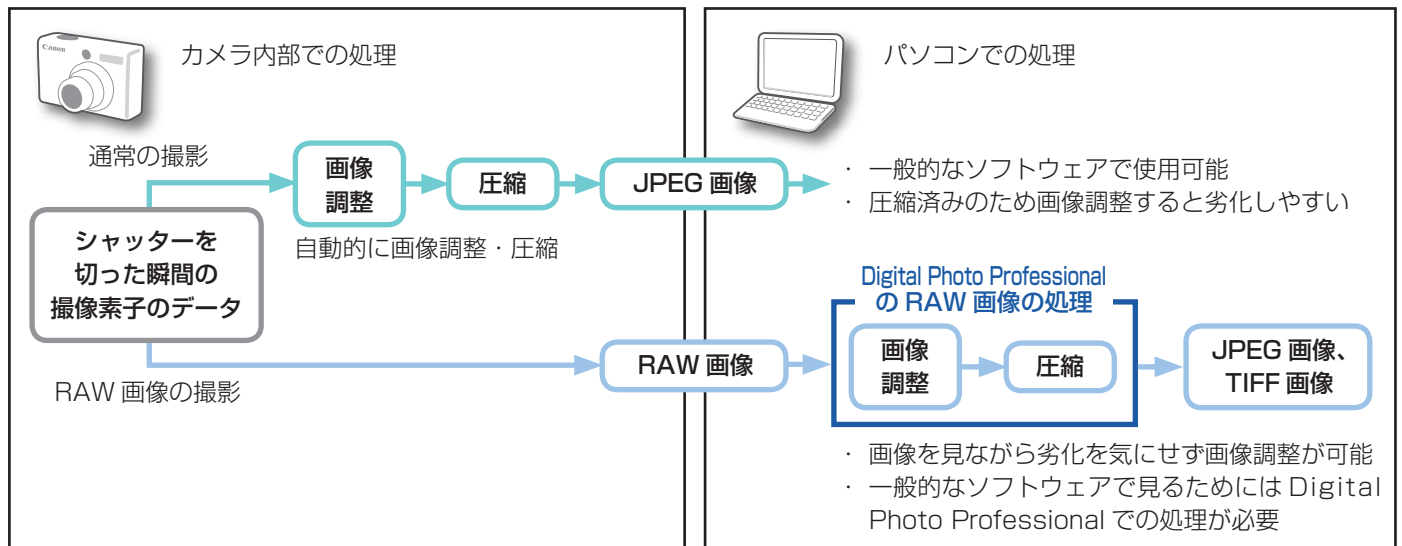 Canon
カメラ内部での処理
通常の撮影
画像
調整
圧縮
JPEG 画像
自動的に画像調整・圧縮
シャッターを
切った瞬間の
撮像素子のデータ
RAW 画像の撮影
RAW 画像
パソコンでの処理
・ 一般的なソフトウェアで使用可能
・ 圧縮済みのため画像調整すると劣化しやすい
Digital Photo Professional
の RAW 画像の処理
画像
調整
圧縮
JPEG 画像、
TIFF 画像
・ 画像を見ながら劣化を気にせず画像調整が可能
・ 一般的なソフトウェアで見るためには Digital
Photo Professional での処理が必要